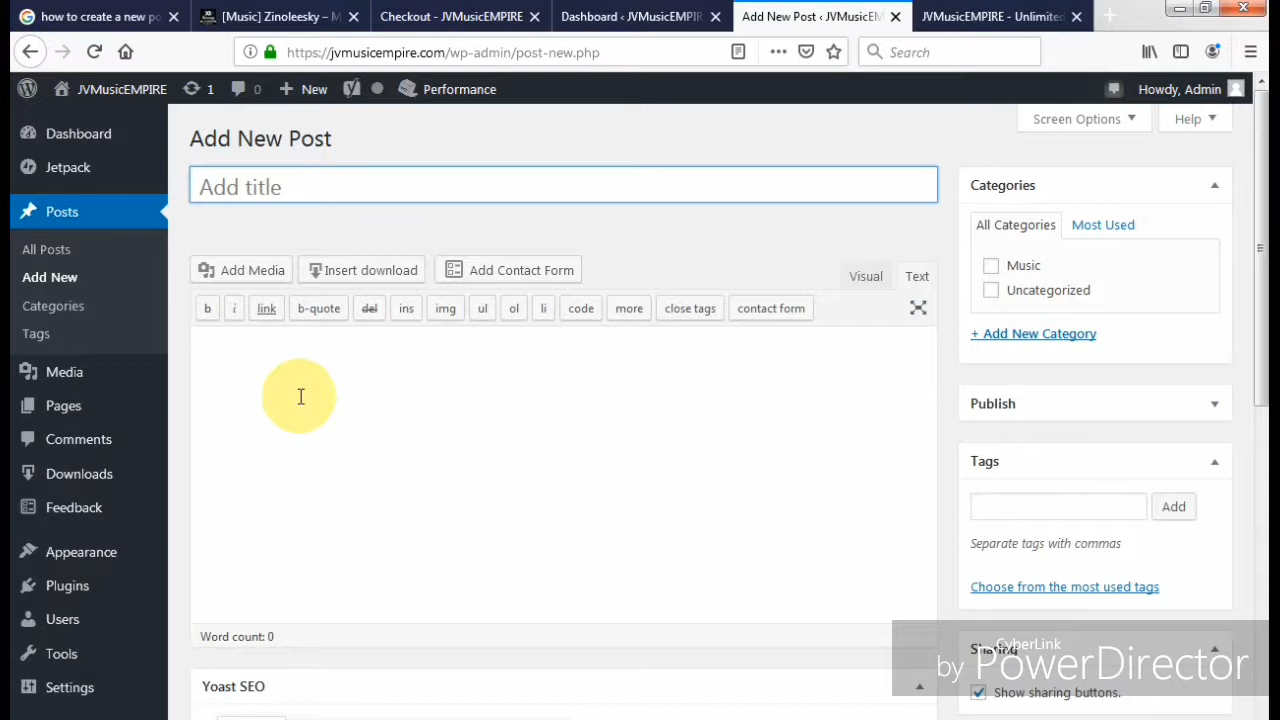 how to create a new po
[Music] Zinoleesky – M
Checkout - JVMusicEMPIRE
Dashboard ‹ JVMusicEMPIR
Add New Post ‹ JVMusicEM
JVMusicEMPIRE - Unlimited
https://jvmusicempire.com/wp-admin/post-new.php
Search
JVMusicEMPIRE
1
0
New
Performance
Howdy, Admin
Screen Options
Help
Dashboard
Jetpack
Posts
All Posts
Add New
Categories
Tags
Media
Pages
Comments
Downloads
Feedback
Appearance
Plugins
Users
Tools
Settings
Add New Post
Add title
Add Media
Insert download
Add Contact Form
Visual
Text
b
i
link
b-quote
del
ins
img
ul
ol
li
code
more
close tags
contact form
Word count: 0
Yoast SEO
Categories
All Categories
Most Used
Music
Uncategorized
+ Add New Category
Publish
Tags
Add
Separate tags with commas
Choose from the most used tags
Sharing
Show sharing buttons.
CyberLink
by PowerDirector